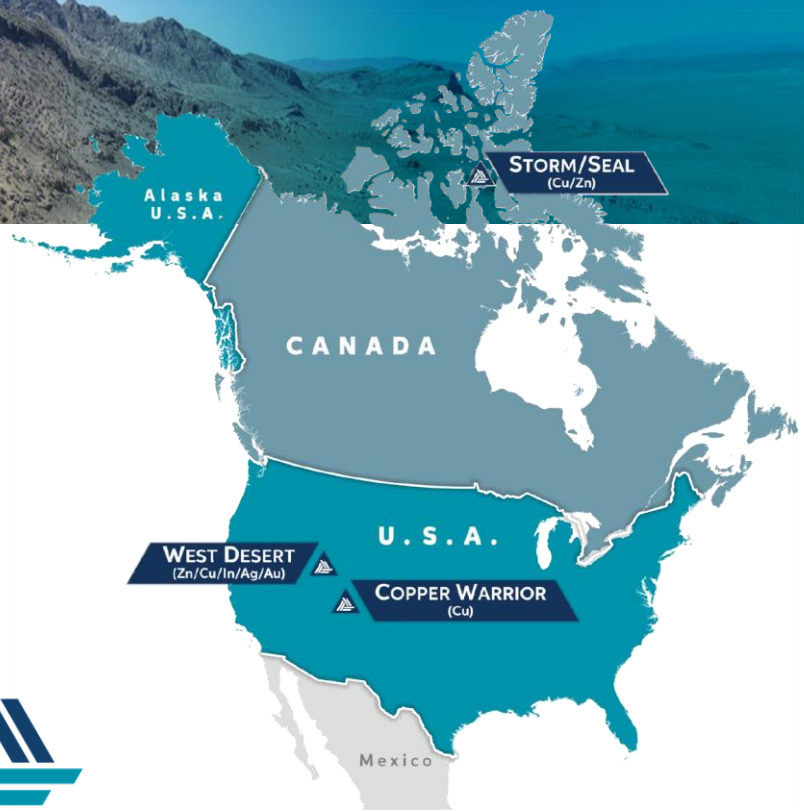 STORM/SEAL
(Cu/Zn)
Alaska
U.S.A.
CANADA
U.S.A.
WEST DESERT
(Zn/Cu/In/Ag/Au)
COPPER WARRIOR
(Cu)
Mexico